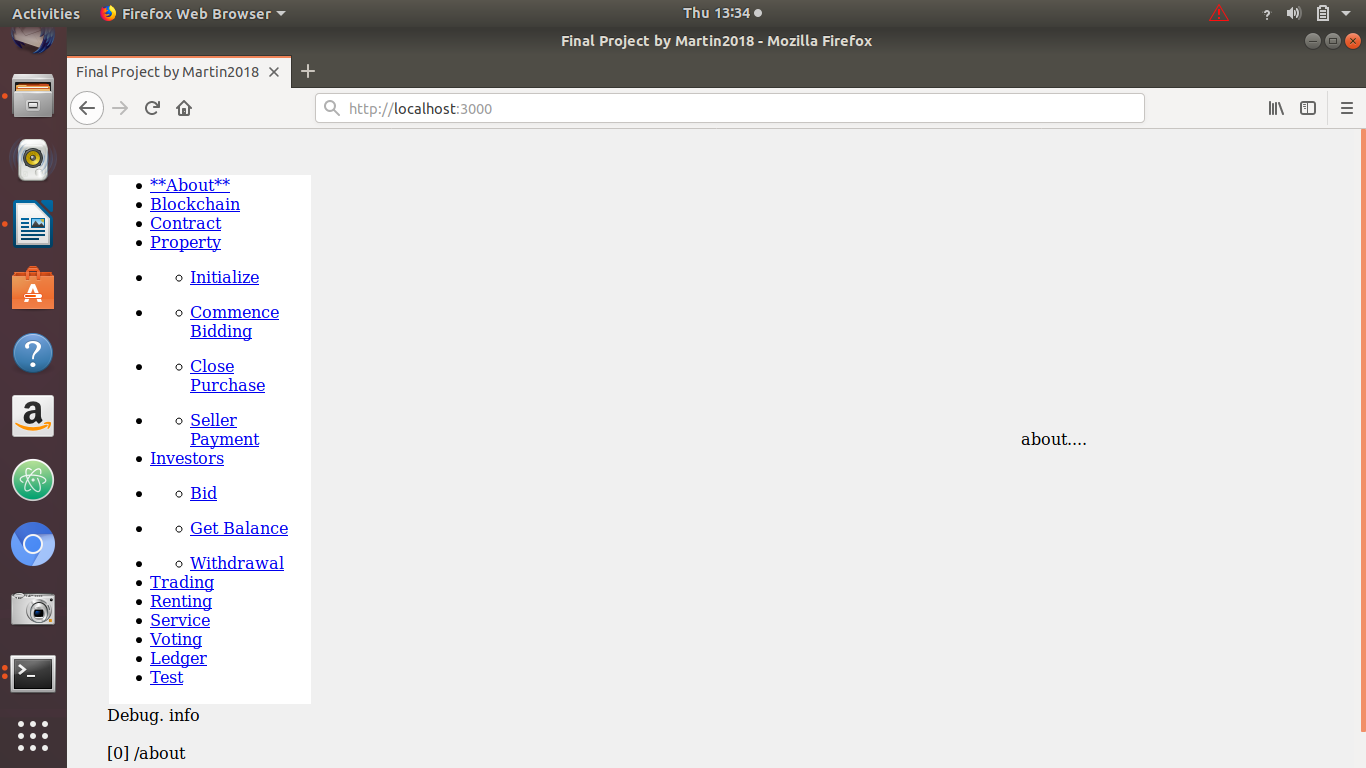 Activities Firefox Web Browser Thu 13:34
Final Project by Martin2018 - Mozilla Firefox
Final Project by Martin2018
http://localhost:3000
**About**
Blockchain
Contract
Property
Initialize
Commence
Bidding
Close
Purchase
Seller
Payment
Investors
Bid
Get Balance
Withdrawal
Trading
Renting
Service
Voting
Ledger
Test
about....
Debug. info
[0] /about